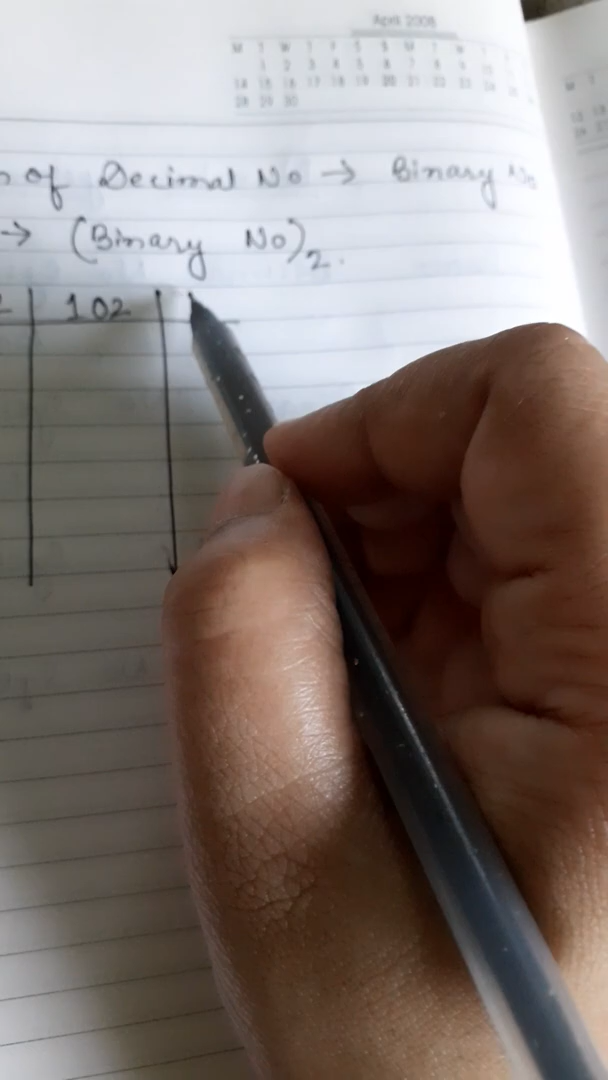 April 2008
M T W T F S S M T W T F
1 2 3 4 5 6 7 8 9 10
14 15 16 17 18 19 20 21 22 23 24 25
28 29 30
of Decimal No → Binary No
→ (Binary No)2.
102